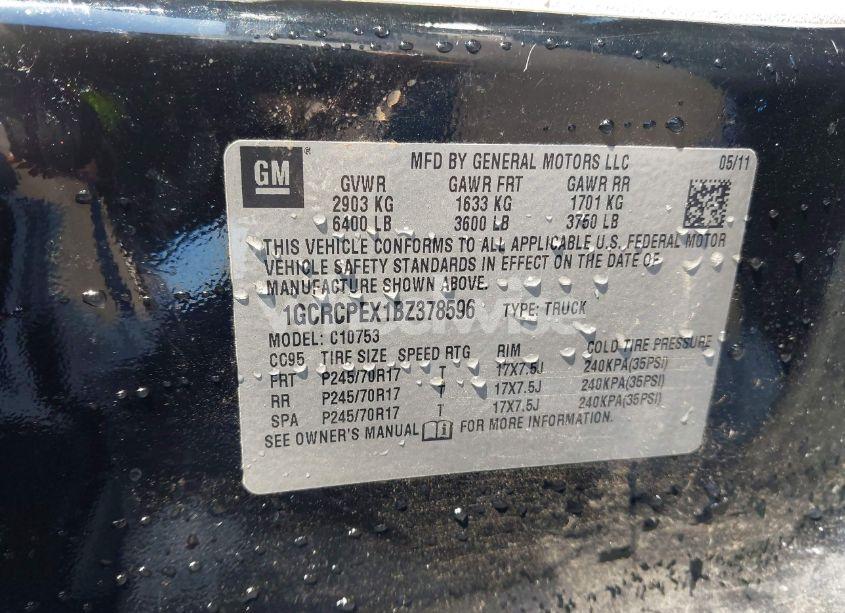 GM ® MFD BY GENERAL MOTORS LLC 05/11
GVWR GAWR FRT GAWR RR
2903 KG 1633 KG 1701 KG
6400 LB 3600 LB 3750 LB
THIS VEHICLE CONFORMS TO ALL APPLICABLE U.S. FEDERAL MOTOR
VEHICLE SAFETY STANDARDS IN EFFECT ON THE DATE OF
MANUFACTURE SHOWN ABOVE.
1GCRCPEX1BZ378596 TYPE: TRUCK
MODEL: C10753
CC95 TIRE SIZE SPEED RTG RIM COLD TIRE PRESSURE
FRT P245/70R17 T 17X7.5J 240KPA(35PSI)
RR P245/70R17 T 17X7.5J 240KPA(35PSI)
SPA P245/70R17 T 17X7.5J 240KPA(35PSI)
SEE OWNER'S MANUAL FOR MORE INFORMATION.